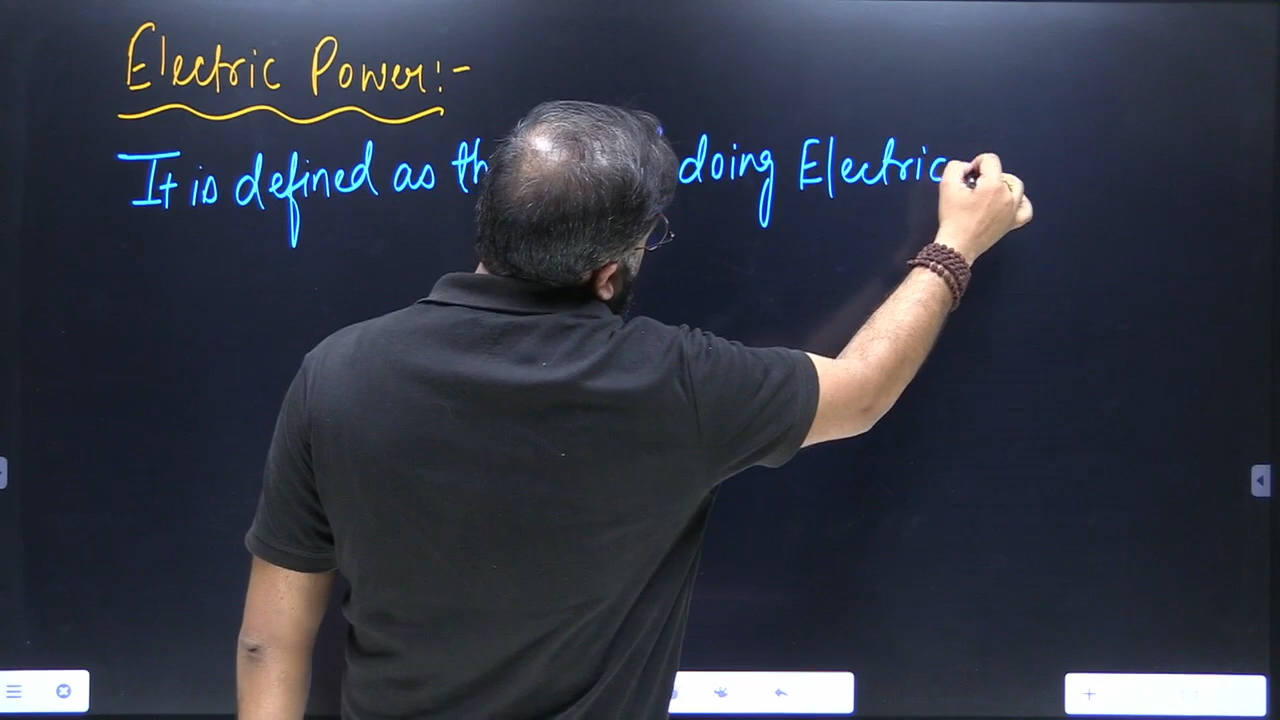 Electric Power:-
It is defined as th doing Electric